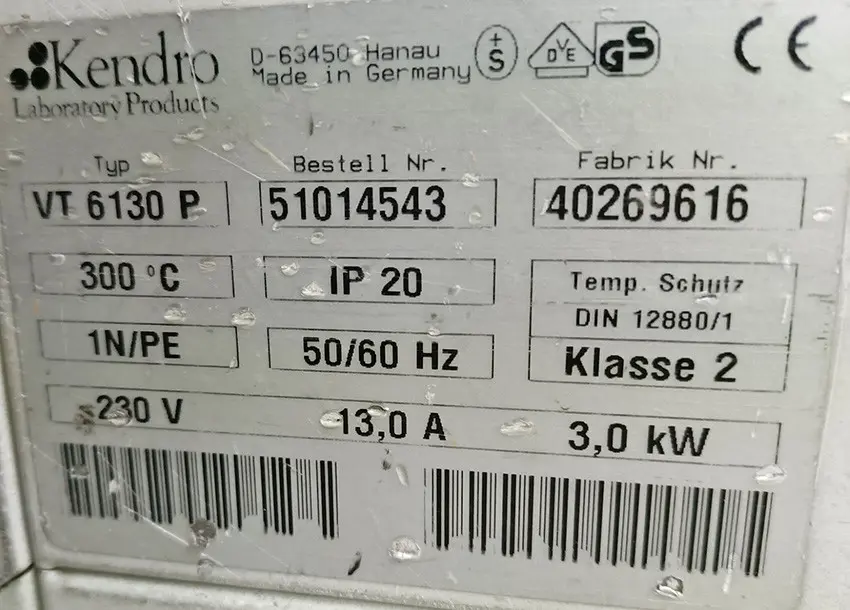 Kendro
Laboratory Products
D-63450 Hanau
Made in Germany
+S
DVE
GS
CE
Typ
Bestell Nr.
Fabrik Nr.
VT 6130 P
51014543
40269616
300 °C
IP 20
Temp. Schutz
DIN 12880/1
Klasse 2
1N/PE
50/60 Hz
230 V
13,0 A
3,0 kW